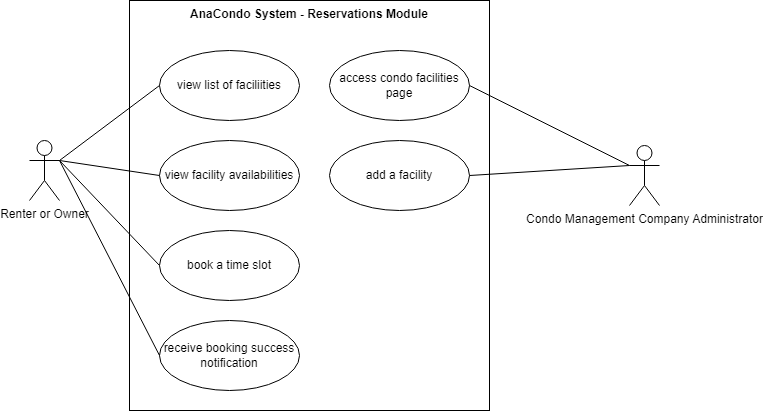 AnaCondo System - Reservations Module
view list of faciliities
access condo facilities
page
view facility availabilities
add a facility
Renter or Owner
Condo Management Company Administrator
book a time slot
receive booking success
notification